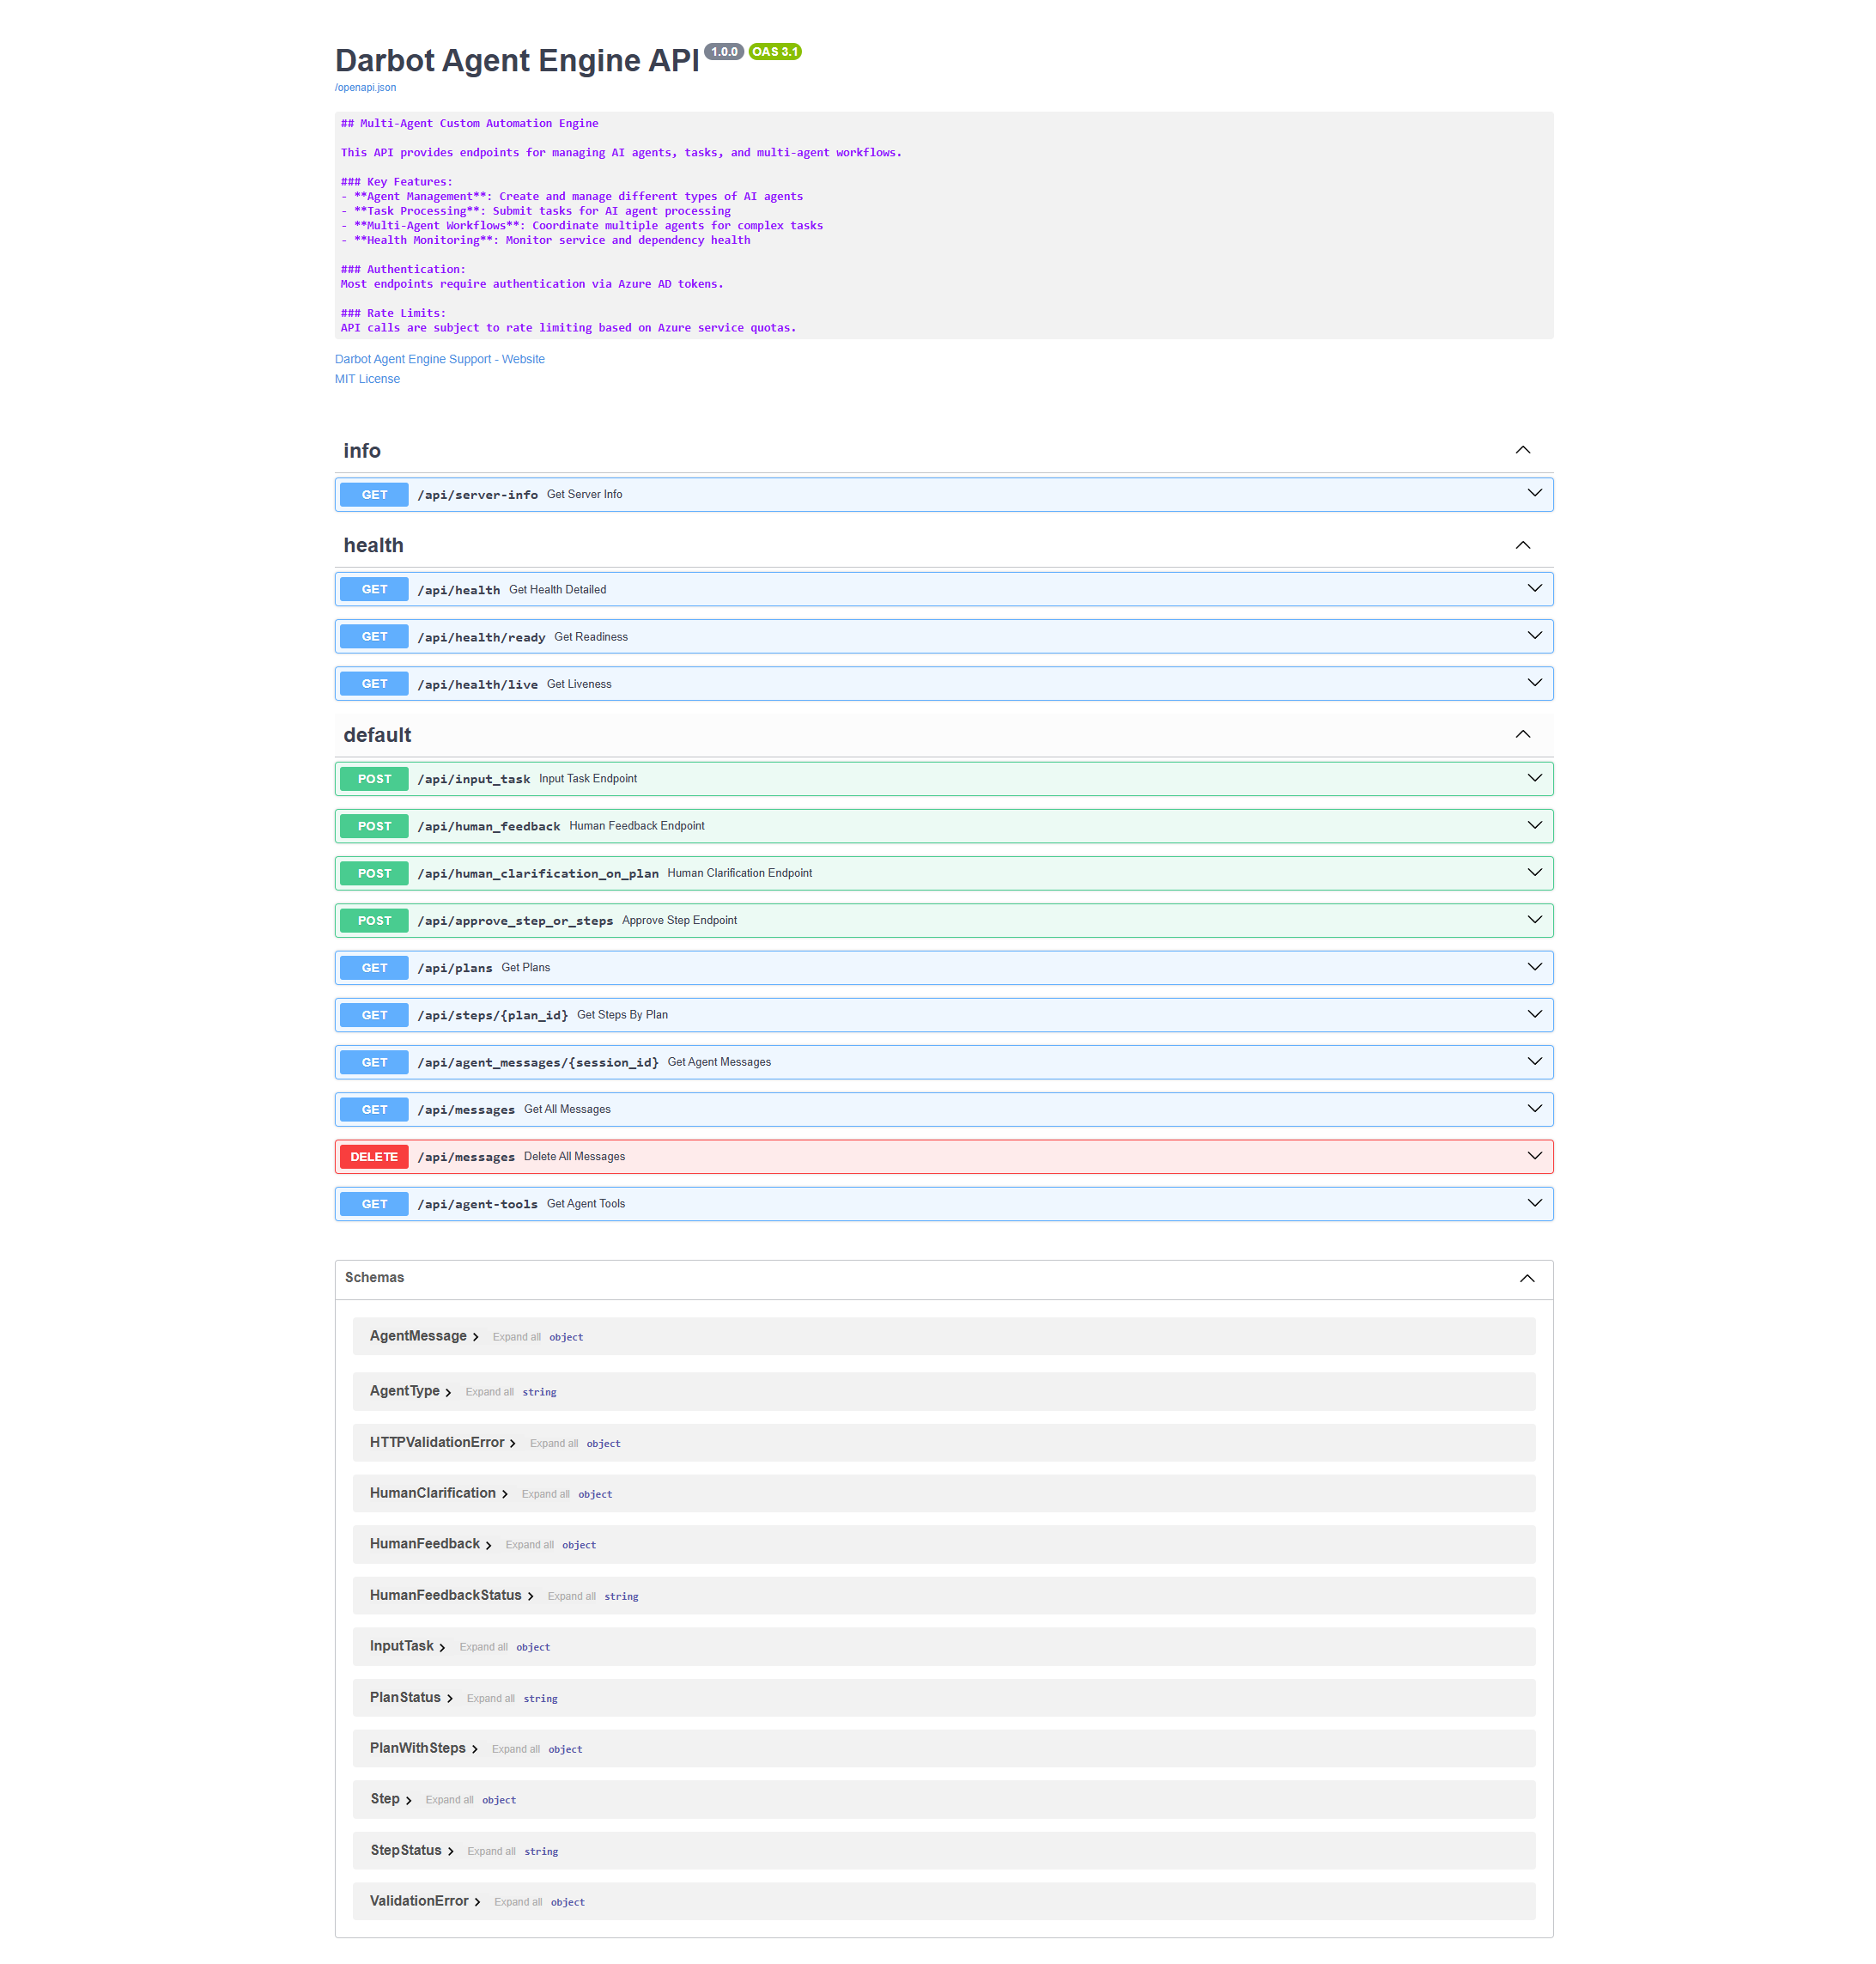 Darbot Agent Engine API 1.0.0 OAS 3.1
/openapi.json
## Multi-Agent Custom Automation Engine
This API provides endpoints for managing AI agents, tasks, and multi-agent workflows.
### Key Features:
- **Agent Management**: Create and manage different types of AI agents
- **Task Processing**: Submit tasks for AI agent processing
- **Multi-Agent Workflows**: Coordinate multiple agents for complex tasks
- **Health Monitoring**: Monitor service and dependency health
### Authentication:
Most endpoints require authentication via Azure AD tokens.
### Rate Limits:
API calls are subject to rate limiting based on Azure service quotas.
Darbot Agent Engine Support - Website
MIT License
info
GET /api/server-info Get Server Info
health
GET /api/health Get Health Detailed
GET /api/health/ready Get Readiness
GET /api/health/live Get Liveness
default
POST /api/input_task Input Task Endpoint
POST /api/human_feedback Human Feedback Endpoint
POST /api/human_clarification_on_plan Human Clarification Endpoint
POST /api/approve_step_or_steps Approve Step Endpoint
GET /api/plans Get Plans
GET /api/steps/{plan_id} Get Steps By Plan
GET /api/agent_messages/{session_id} Get Agent Messages
GET /api/messages Get All Messages
DELETE /api/messages Delete All Messages
GET /api/agent-tools Get Agent Tools
Schemas
AgentMessage Expand all object
AgentType Expand all string
HTTPValidationError Expand all object
HumanClarification Expand all object
HumanFeedback Expand all object
HumanFeedbackStatus Expand all string
InputTask Expand all object
PlanStatus Expand all string
PlanWithSteps Expand all object
Step Expand all object
StepStatus Expand all string
ValidationError Expand all object